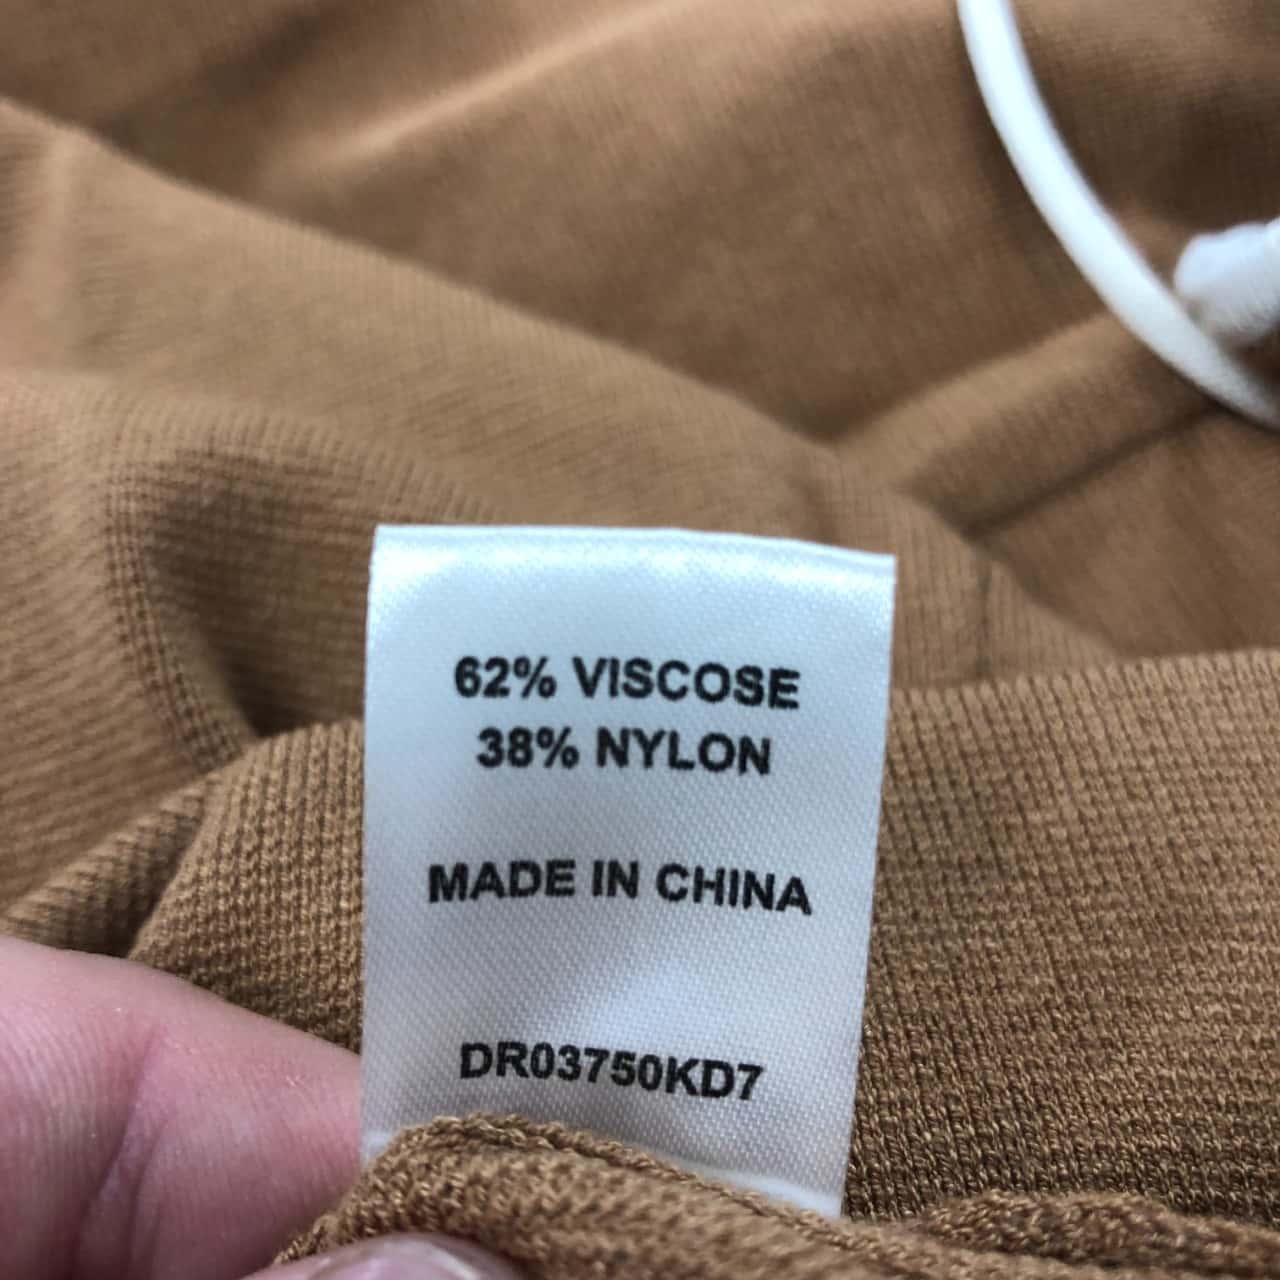 62% VISCOSE
38% NYLON
MADE IN CHINA
DR03750KD7